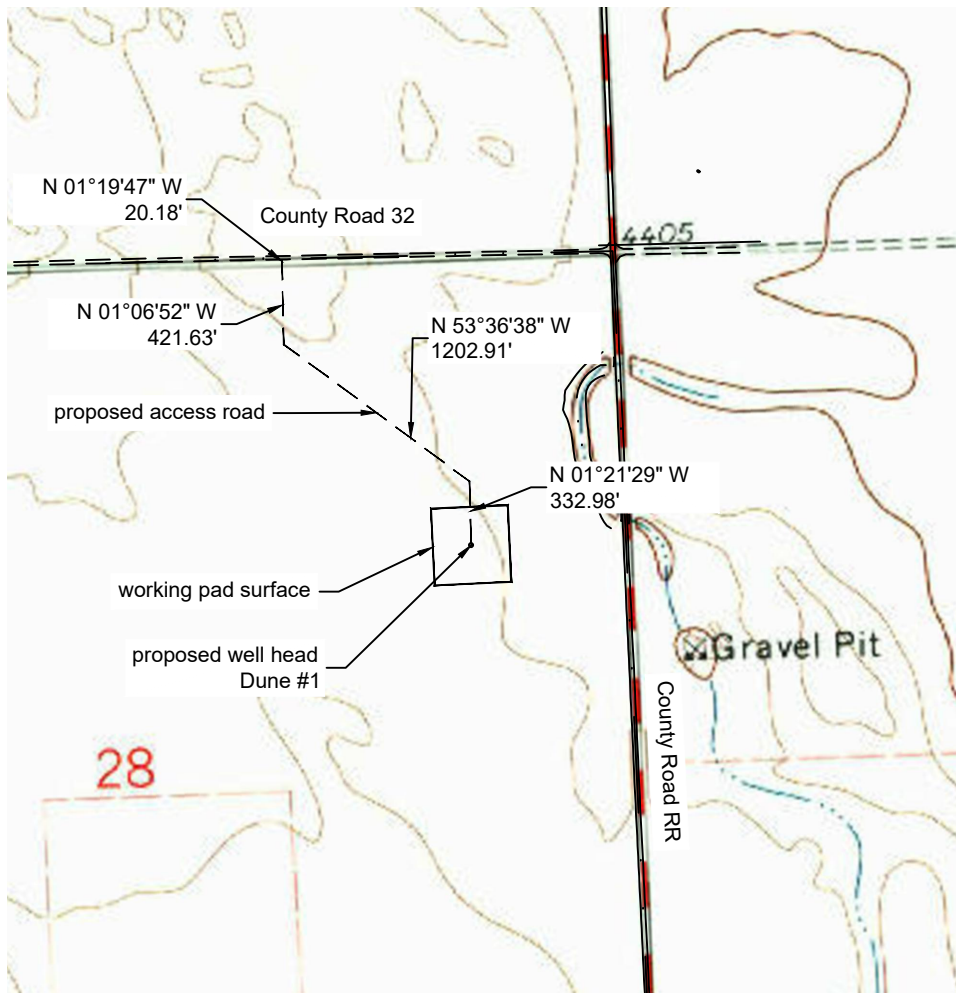 N 01°19'47" W
20.18'
County Road 32
4405
N 01°06'52" W
421.63'
N 53°36'38" W
1202.91'
proposed access road
N 01°21'29" W
332.98'
working pad surface
proposed well head
Dune #1
Gravel Pit
County Road RR
28